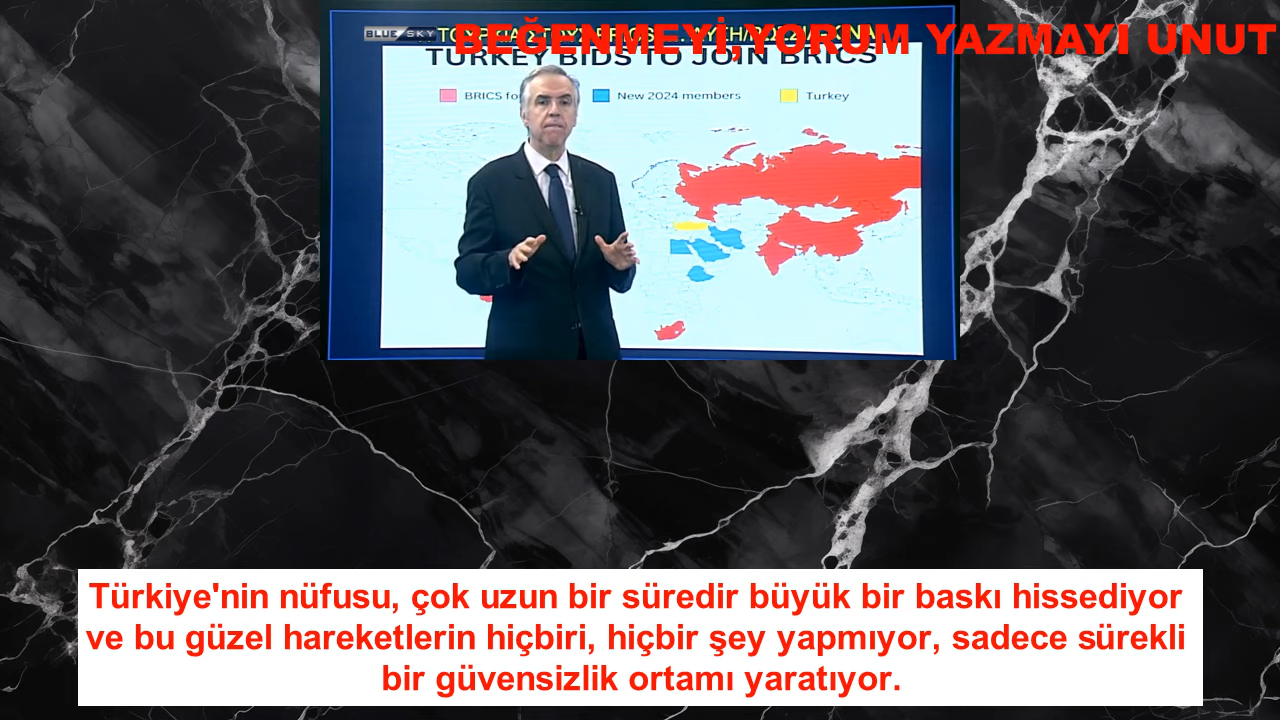 BEĞENMEYİ,YORUM YAZMAYI UNUT
BLUE SKY
TURKEY BIDS TO JOIN BRICS
BRICS
New 2024 members
Turkey
Türkiye'nin nüfusu, çok uzun bir süredir büyük bir baskı hissediyor
ve bu güzel hareketlerin hiçbiri, hiçbir şey yapmıyor, sadece sürekli
bir güvensizlik ortamı yaratıyor.